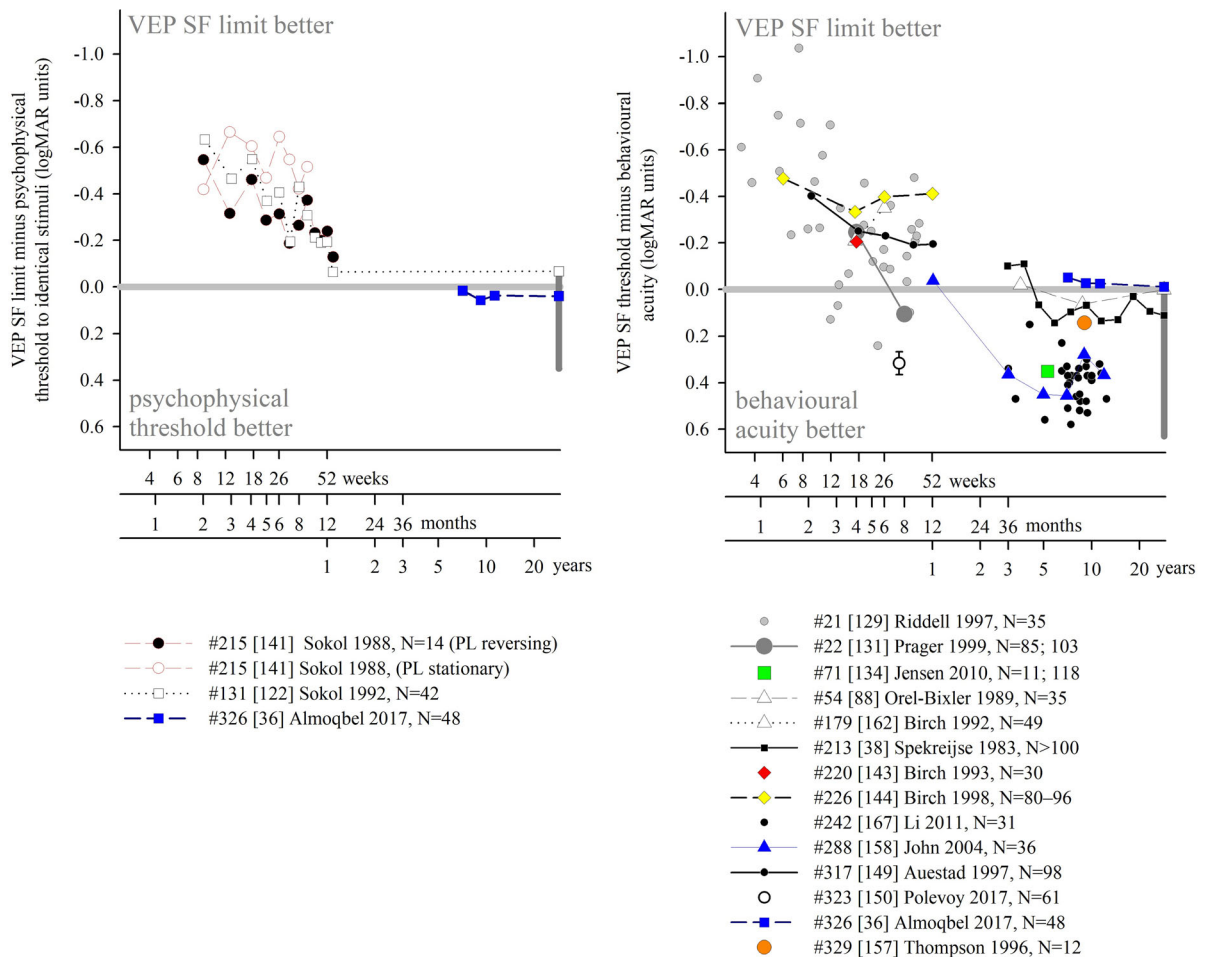 VEP SF limit better
-1.0
-0.8
-0.6
-0.4
-0.2
0.0
0.2
0.4
0.6
VEP SF limit minus psychophysical
threshold to identical stimuli (logMAR units)
psychophysical
threshold better
4 6 8 12 18 26 52 weeks
1 2 3 4 5 6 8 12 24 36 months
1 2 3 5 10 20 years
#215 [141] Sokol 1988, N=14 (PL reversing)
#215 [141] Sokol 1988, (PL stationary)
#131 [122] Sokol 1992, N=42
#326 [36] Almoqbel 2017, N=48
VEP SF limit better
-1.0
-0.8
-0.6
-0.4
-0.2
0.0
0.2
0.4
0.6
VEP SF threshold minus behavioural
acuity (logMAR units)
behavioural
acuity better
4 6 8 12 18 26 52 weeks
1 2 3 4 5 6 8 12 24 36 months
1 2 3 5 10 20 years
#21 [129] Riddell 1997, N=35
#22 [131] Prager 1999, N=85; 103
#71 [134] Jensen 2010, N=11; 118
#54 [88] Orel-Bixler 1989, N=35
#179 [162] Birch 1992, N=49
#213 [38] Spekreijse 1983, N>100
#220 [143] Birch 1993, N=30
#226 [144] Birch 1998, N=80–96
#242 [167] Li 2011, N=31
#288 [158] John 2004, N=36
#317 [149] Auestad 1997, N=98
#323 [150] Polevoy 2017, N=61
#326 [36] Almoqbel 2017, N=48
#329 [157] Thompson 1996, N=12